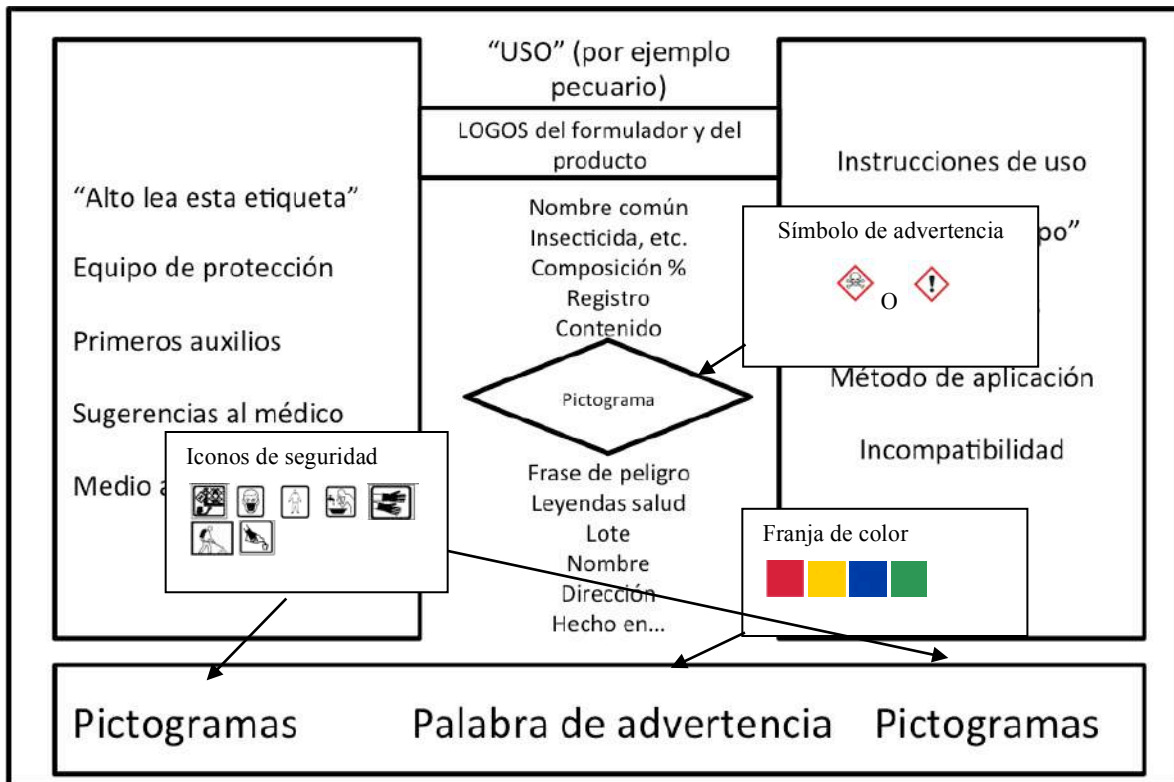 “USO” (por ejemplo
pecuario)
LOGOS del formulador y del
producto
“Alto lea esta etiqueta”
Equipo de protección
Primeros auxilios
Sugerencias al médico
Medio a
Iconos de seguridad
Nombre común
Insecticida, etc.
Composición %
Registro
Contenido
Pictograma
Frase de peligro
Leyendas salud
Lote
Nombre
Dirección
Hecho en...
Instrucciones de uso
po”
Símbolo de advertencia
O
Método de aplicación
Incompatibilidad
Franja de color
Pictogramas
Palabra de advertencia
Pictogramas